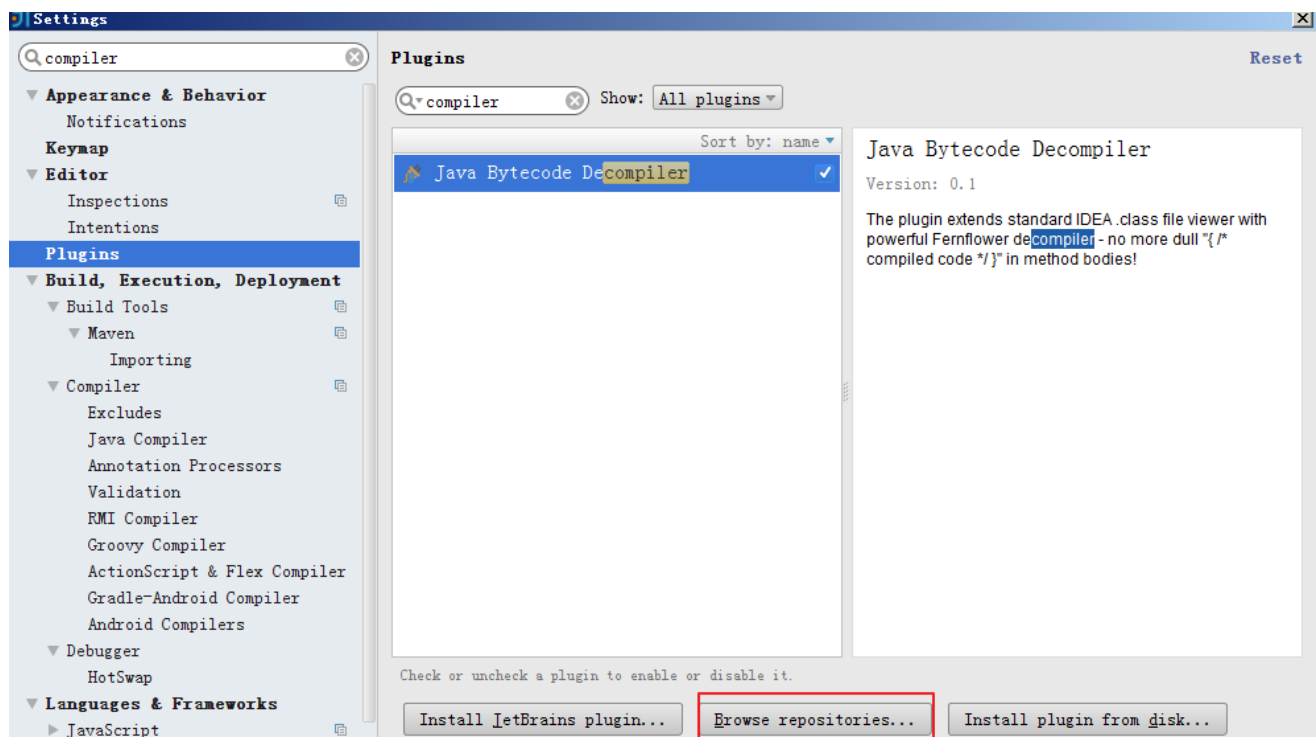 Settings
compiler
Appearance & Behavior
Notifications
Keymap
Editor
Inspections
Intentions
Plugins
Build, Execution, Deployment
Build Tools
Maven
Importing
Compiler
Excludes
Java Compiler
Annotation Processors
Validation
RMI Compiler
Groovy Compiler
ActionScript & Flex Compiler
Gradle-Android Compiler
Android Compilers
Debugger
HotSwap
Languages & Frameworks
JavaScript
Plugins
Reset
compiler
Show: All plugins
Sort by: name
Java Bytecode Decompiler
Java Bytecode Decompiler
Version: 0.1
The plugin extends standard IDEA .class file viewer with
powerful Fernflower decompiler - no more dull "{ /*
compiled code */ }" in method bodies!
Check or uncheck a plugin to enable or disable it.
Install JetBrains plugin...
Browse repositories...
Install plugin from disk...